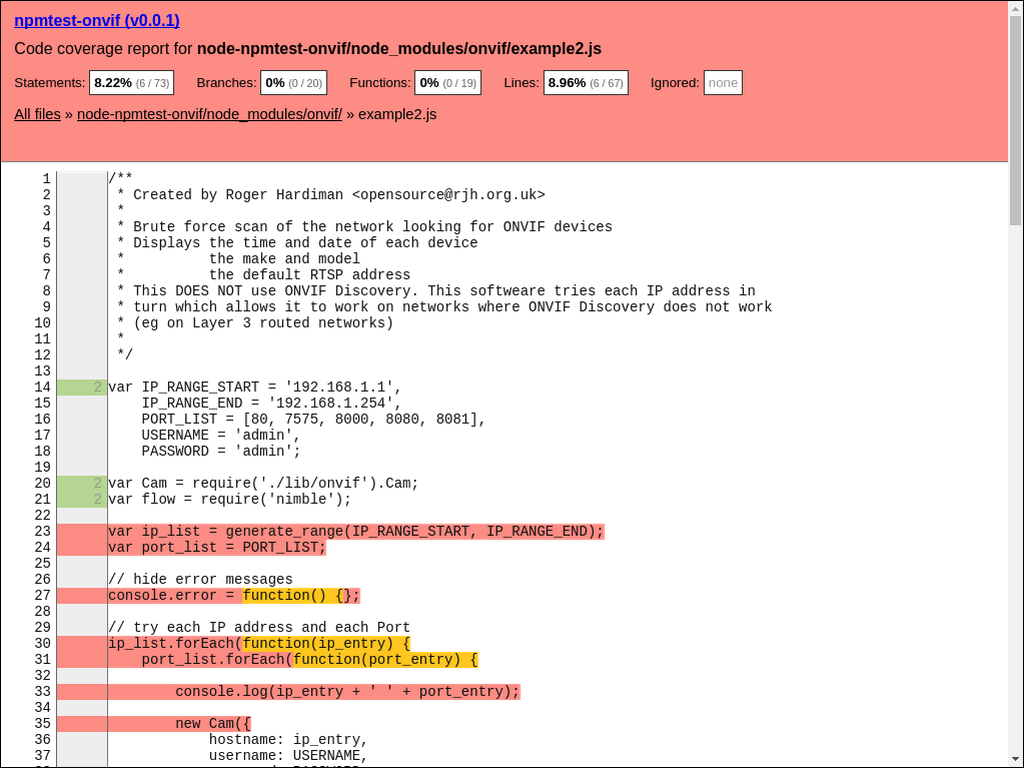 npmtest-onvif (v0.0.1)
Code coverage report for node-npmtest-onvif/node_modules/onvif/example2.js
Statements: 8.22% (6 / 73) Branches: 0% (0 / 20) Functions: 0% (0 / 19) Lines: 8.96% (6 / 67) Ignored: none
All files » node-npmtest-onvif/node_modules/onvif/ » example2.js
1 /**
2 * Created by Roger Hardiman <opensource@rjh.org.uk>
3 *
4 * Brute force scan of the network looking for ONVIF devices
5 * Displays the time and date of each device
6 * the make and model
7 * the default RTSP address
8 * This DOES NOT use ONVIF Discovery. This softweare tries each IP address in
9 * turn which allows it to work on networks where ONVIF Discovery does not work
10 * (eg on Layer 3 routed networks)
11 *
12 */
13
14 2 var IP_RANGE_START = '192.168.1.1',
15 IP_RANGE_END = '192.168.1.254',
16 PORT_LIST = [80, 7575, 8000, 8080, 8081],
17 USERNAME = 'admin',
18 PASSWORD = 'admin';
19
20 2 var Cam = require('./lib/onvif').Cam;
21 2 var flow = require('nimble');
22
23 var ip_list = generate_range(IP_RANGE_START, IP_RANGE_END);
24 var port_list = PORT_LIST;
25
26 // hide error messages
27 console.error = function() {};
28
29 // try each IP address and each Port
30 ip_list.forEach(function(ip_entry) {
31 port_list.forEach(function(port_entry) {
32
33 console.log(ip_entry + ' ' + port_entry);
34
35 new Cam({
36 hostname: ip_entry,
37 username: USERNAME,